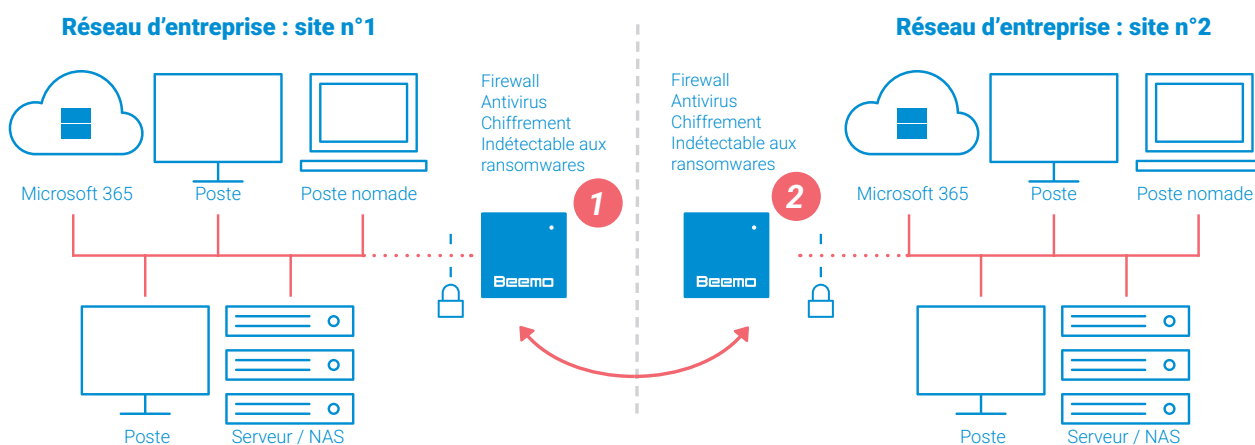 Réseau d’entreprise : site n°1
Firewall
Antivirus
Chiffrement
Indétectable aux
ransomwares
Microsoft 365
Poste
Poste nomade
1
Beemo
Poste
Serveur / NAS
Réseau d’entreprise : site n°2
Firewall
Antivirus
Chiffrement
Indétectable aux
ransomwares
2
Beemo
Microsoft 365
Poste
Poste nomade
Poste
Serveur / NAS